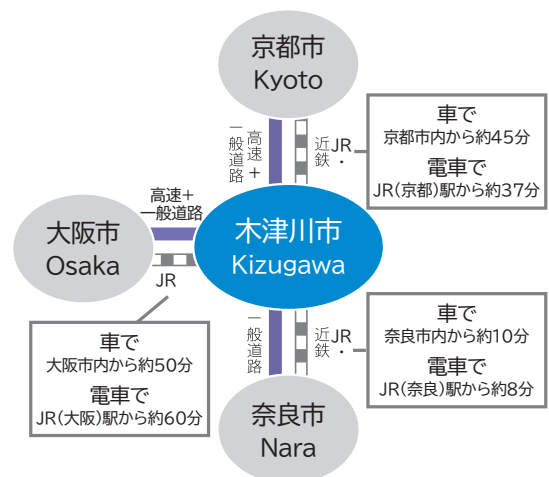 京都市
Kyoto
高速＋
一般道路
JR・
近鉄
車で
京都市内から約45分
電車で
JR(京都)駅から約37分
高速＋
一般道路
大阪市
Osaka
JR
木津川市
Kizugawa
車で
大阪市内から約50分
電車で
JR(大阪)駅から約60分
一般道路
JR・
近鉄
車で
奈良市内から約10分
電車で
JR(奈良)駅から約8分
奈良市
Nara